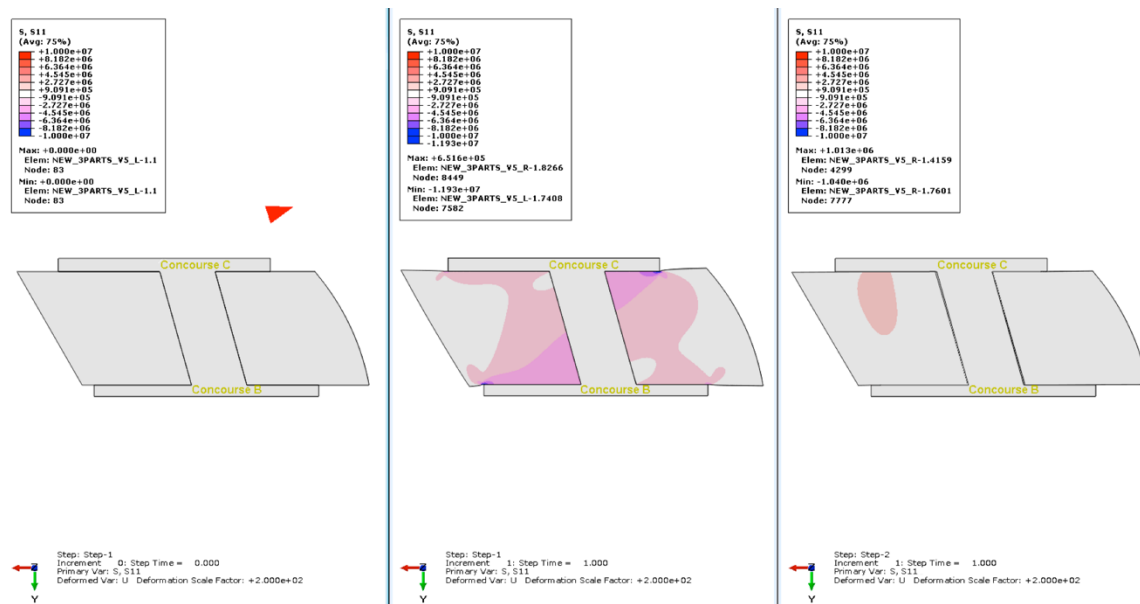 S, S11
(Avg: 75%)
+1.000e+07
+8.182e+06
+6.364e+06
+4.545e+06
+2.727e+06
+9.091e+05
-9.091e+05
-2.727e+06
-4.545e+06
-6.364e+06
-8.182e+06
-1.000e+07
Max: +0.000e+00
Elem: NEW_3PARTS_V5_L-1.1
Node: 83
Min: +0.000e+00
Elem: NEW_3PARTS_V5_L-1.1
Node: 83
Concourse C
Concourse B
Step: Step-1
Increment 0: Step Time = 0.000
Primary Var: S, S11
Deformed Var: U Deformation Scale Factor: +2.000e+02
Y
S, S11
(Avg: 75%)
+1.000e+07
+8.182e+06
+6.364e+06
+4.545e+06
+2.727e+06
+9.091e+05
-9.091e+05
-2.727e+06
-4.545e+06
-6.364e+06
-8.182e+06
-1.000e+07
-1.193e+07
Max: +6.516e+05
Elem: NEW_3PARTS_V5_R-1.8266
Node: 8449
Min: -1.193e+07
Elem: NEW_3PARTS_V5_L-1.7408
Node: 7582
Concourse C
Concourse B
Step: Step-1
Increment 1: Step Time = 1.000
Primary Var: S, S11
Deformed Var: U Deformation Scale Factor: +2.000e+02
Y
S, S11
(Avg: 75%)
+1.000e+07
+8.182e+06
+6.364e+06
+4.545e+06
+2.727e+06
+9.091e+05
-9.091e+05
-2.727e+06
-4.545e+06
-6.364e+06
-8.182e+06
-1.000e+07
Max: +1.013e+06
Elem: NEW_3PARTS_V5_R-1.4159
Node: 4299
Min: -1.040e+06
Elem: NEW_3PARTS_V5_R-1.7601
Node: 7777
Concourse C
Concourse B
Step: Step-2
Increment 1: Step Time = 1.000
Primary Var: S, S11
Deformed Var: U Deformation Scale Factor: +2.000e+02
Y